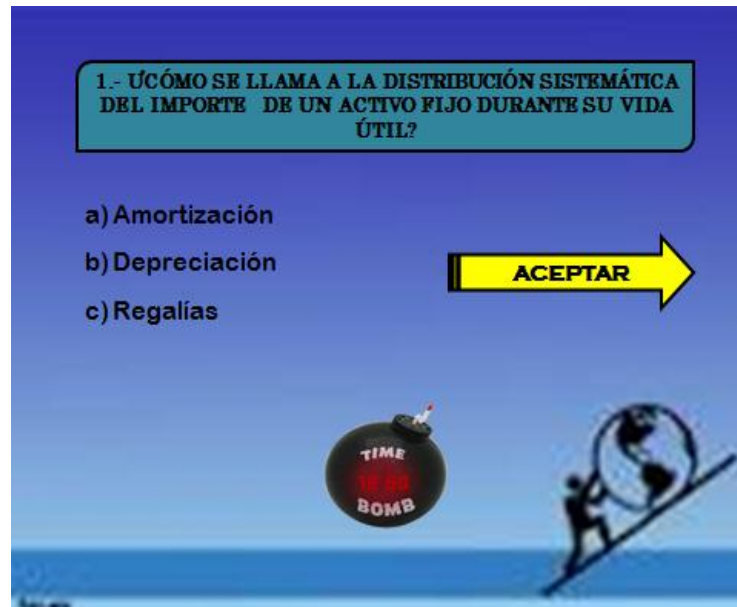 1.- ƯCÓMO SE LLAMA A LA DISTRIBUCIÓN SISTEMÁTICA
DEL IMPORTE DE UN ACTIVO FIJO DURANTE SU VIDA
ÚTIL?
a) Amortización
b) Depreciación
ACEPTAR
c) Regalías
TIME
BOMB